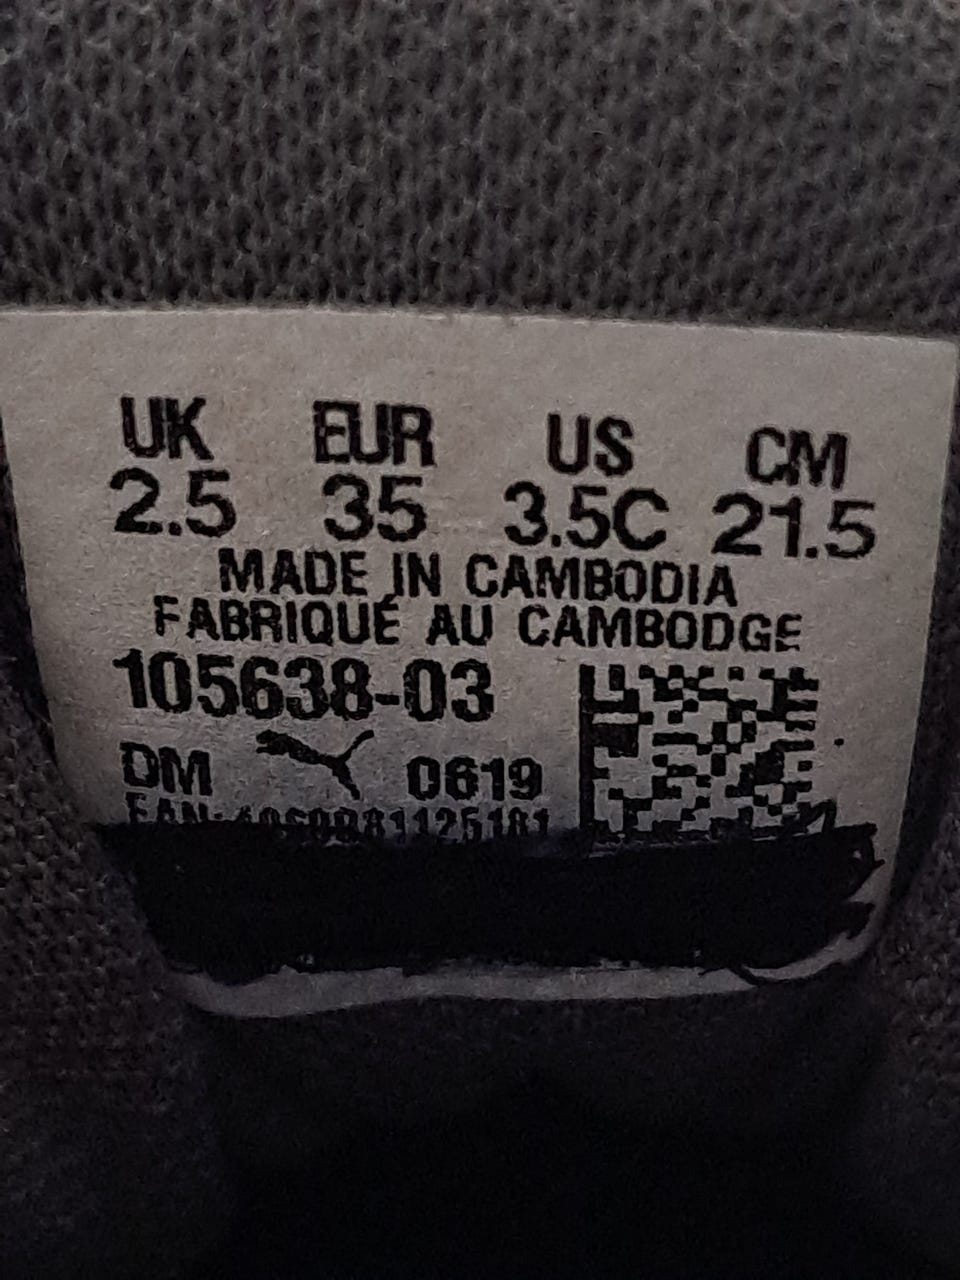 UK EUR US CM
2.5 35 3.5C 21.5
MADE IN CAMBODIA
FABRIQUÉ AU CAMBODGE
105638-03
DM 0619
EAN: